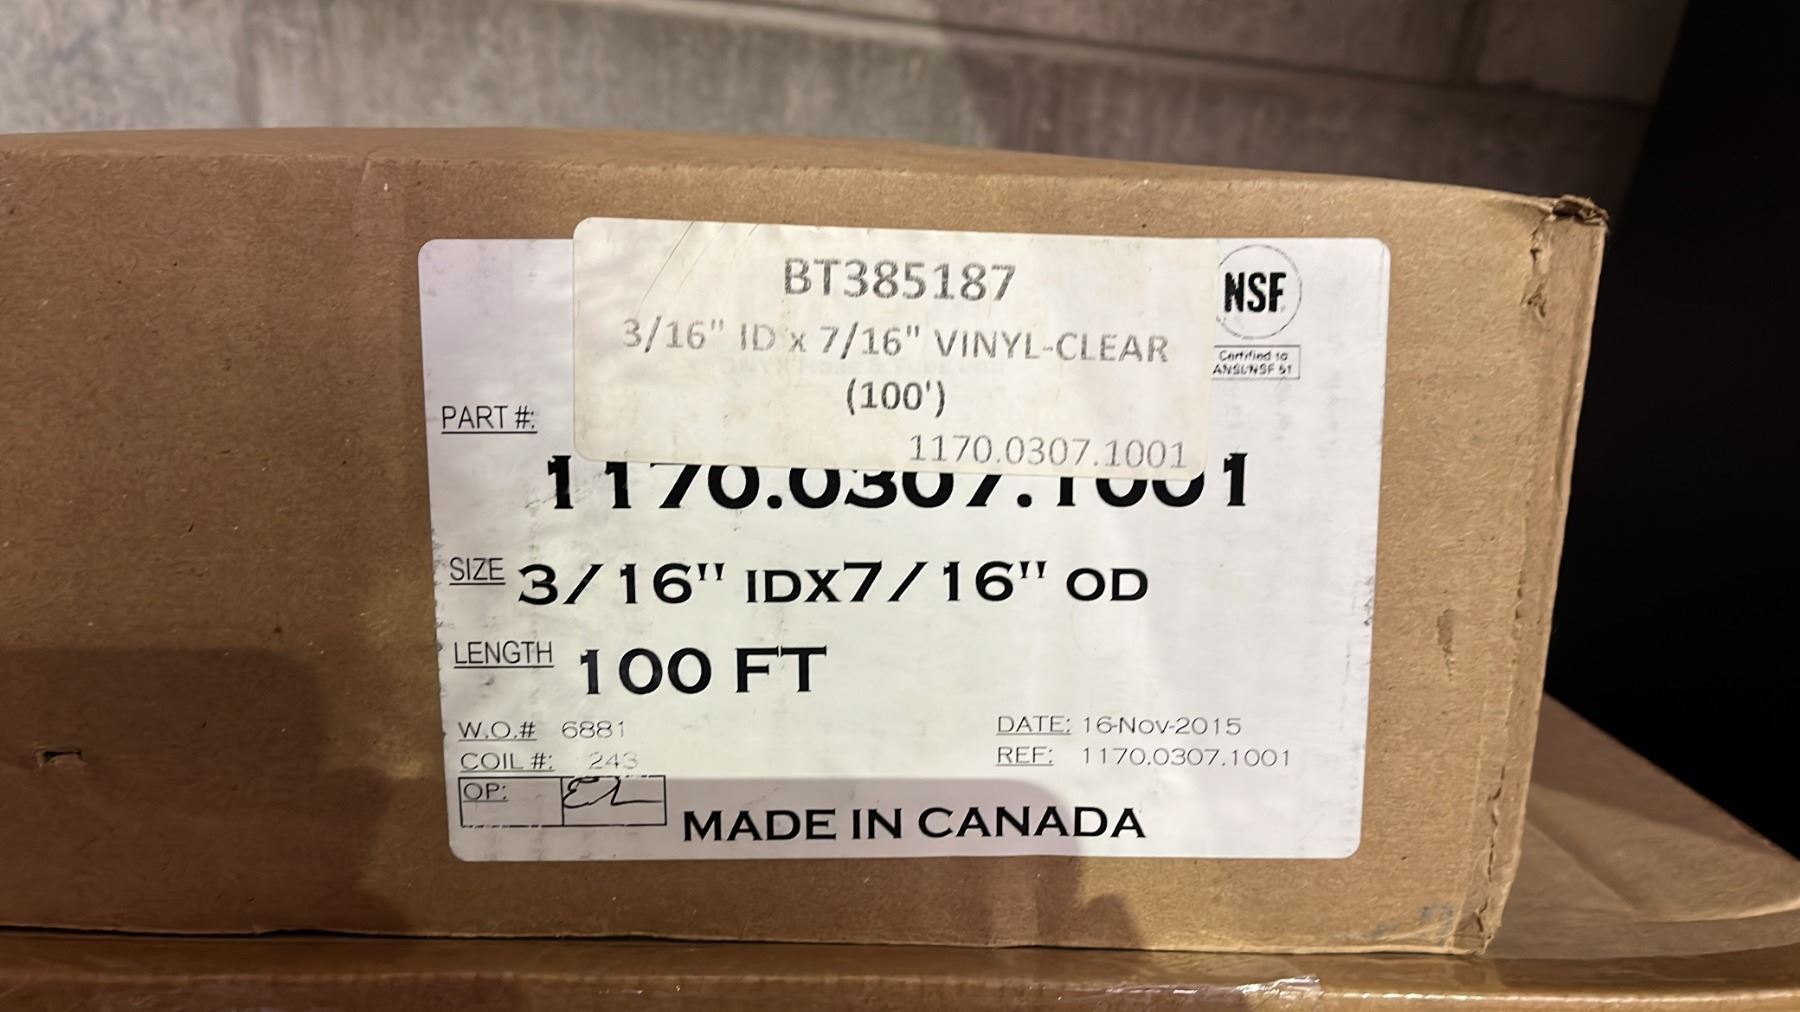 BT385187
3/16" ID x 7/16" VINYL-CLEAR
(100')
1170.0307.1001
NSF
Certified to
ANSI/NSF 51
PART #:
1170.0307.1001
SIZE 3/16" IDX7/16" OD
LENGTH 100 FT
W.O.# 6881
DATE: 16-Nov-2015
COIL #: 243
REF: 1170.0307.1001
OP:
MADE IN CANADA